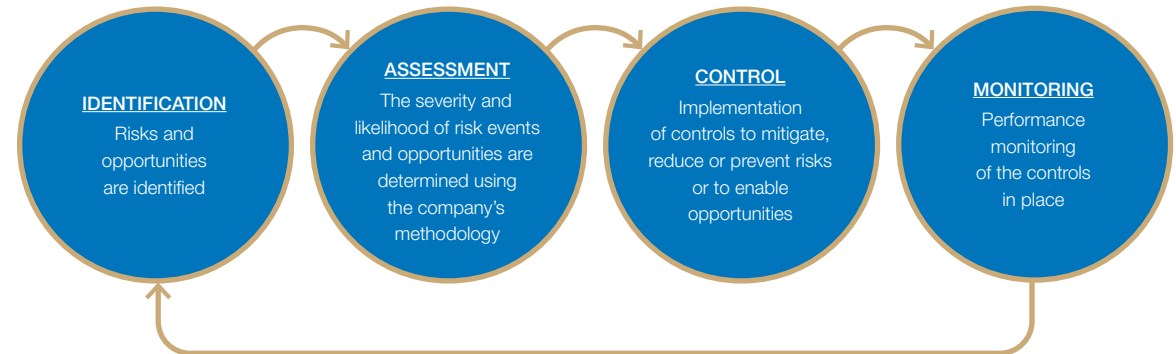 IDENTIFICATION
Risks and
opportunities
are identified
ASSESSMENT
The severity and
likelihood of risk events
and opportunities are
determined using
the company’s
methodology
CONTROL
Implementation
of controls to mitigate,
reduce or prevent risks
or to enable
opportunities
MONITORING
Performance
monitoring
of the controls
in place